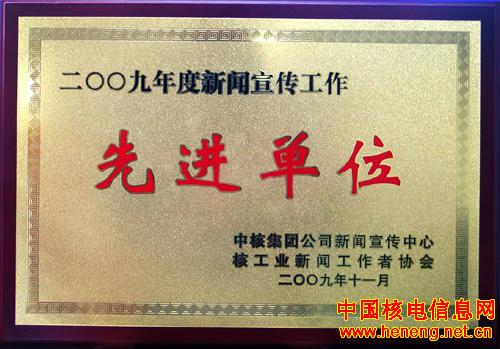 二〇〇九年度新闻宣传工作
先进单位
中核集团公司新闻宣传中心
核工业新闻工作者协会
二〇〇九年十一月
中国核电信息网
www.heneng.net.cn